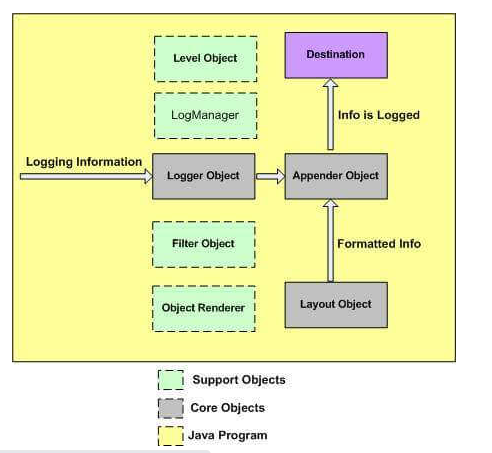 Level Object
Destination
LogManager
Info is Logged
Logging Information
Logger Object
Appender Object
Filter Object
Formatted Info
Object Renderer
Layout Object
Support Objects
Core Objects
Java Program